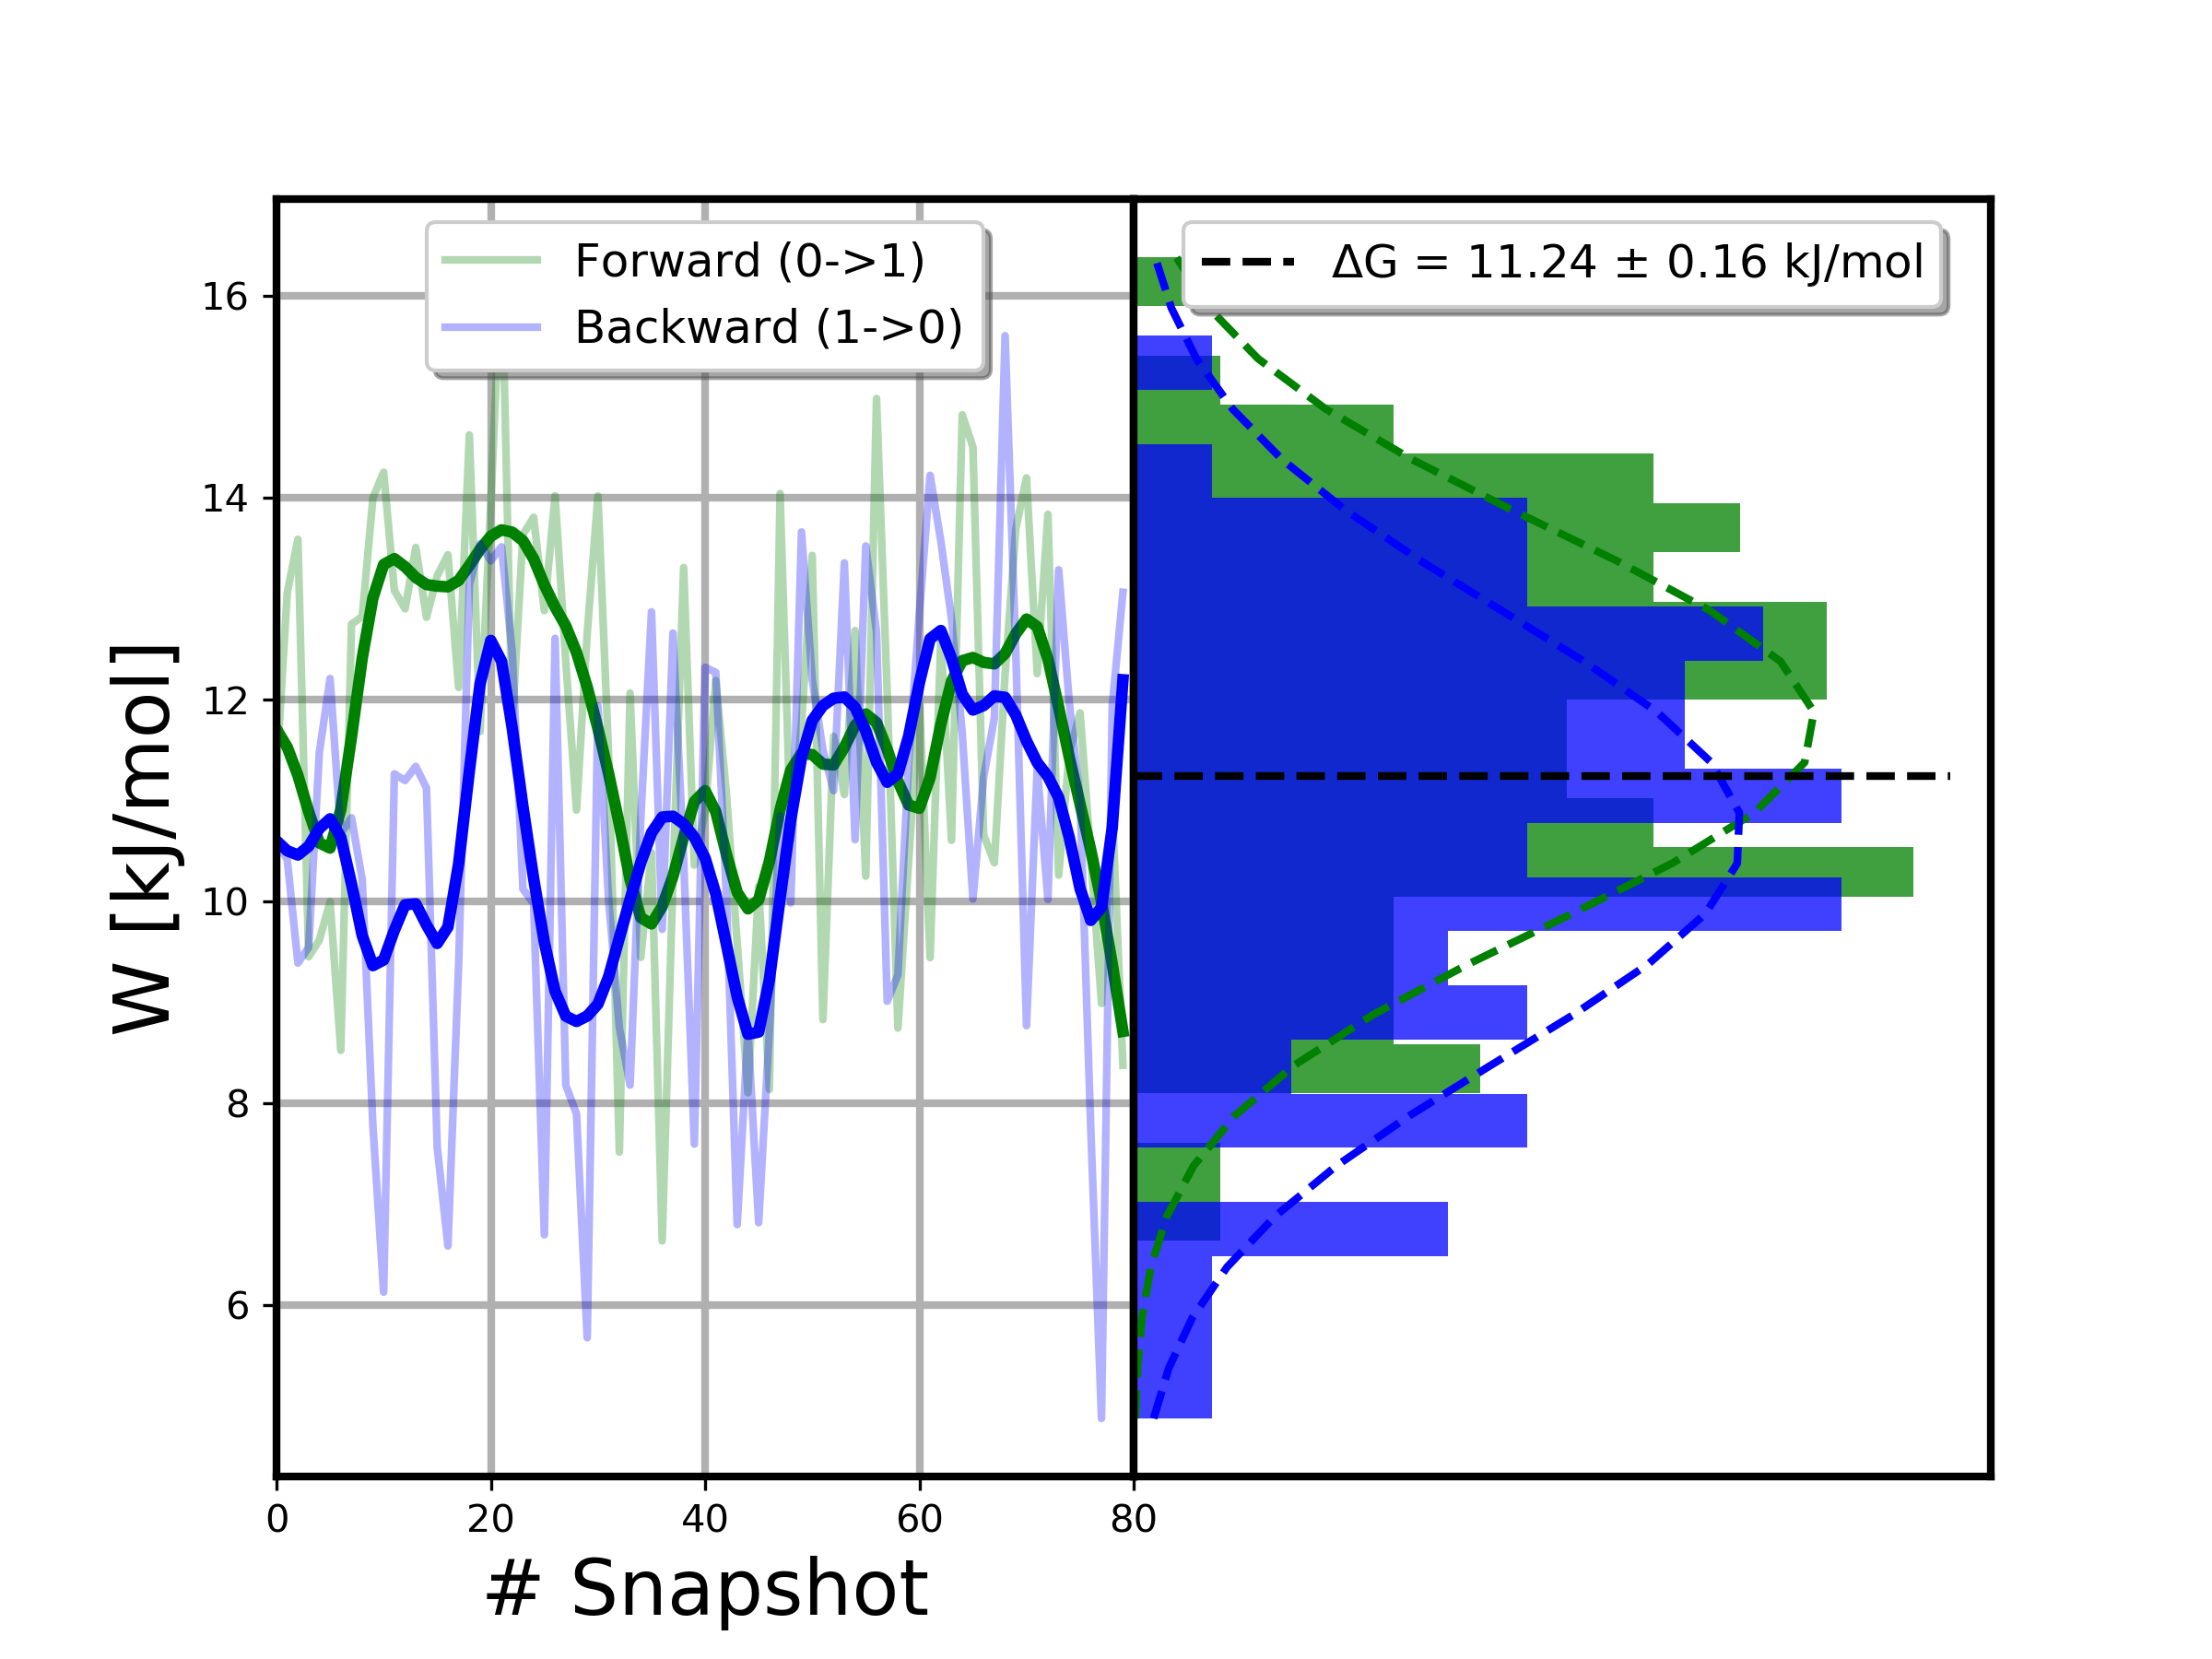 Forward (0->1)
Backward (1->0)
ΔG = 11.24 ± 0.16 kJ/mol
16
14
12
10
8
6
W [kJ/mol]
0 20 40 60 80
# Snapshot